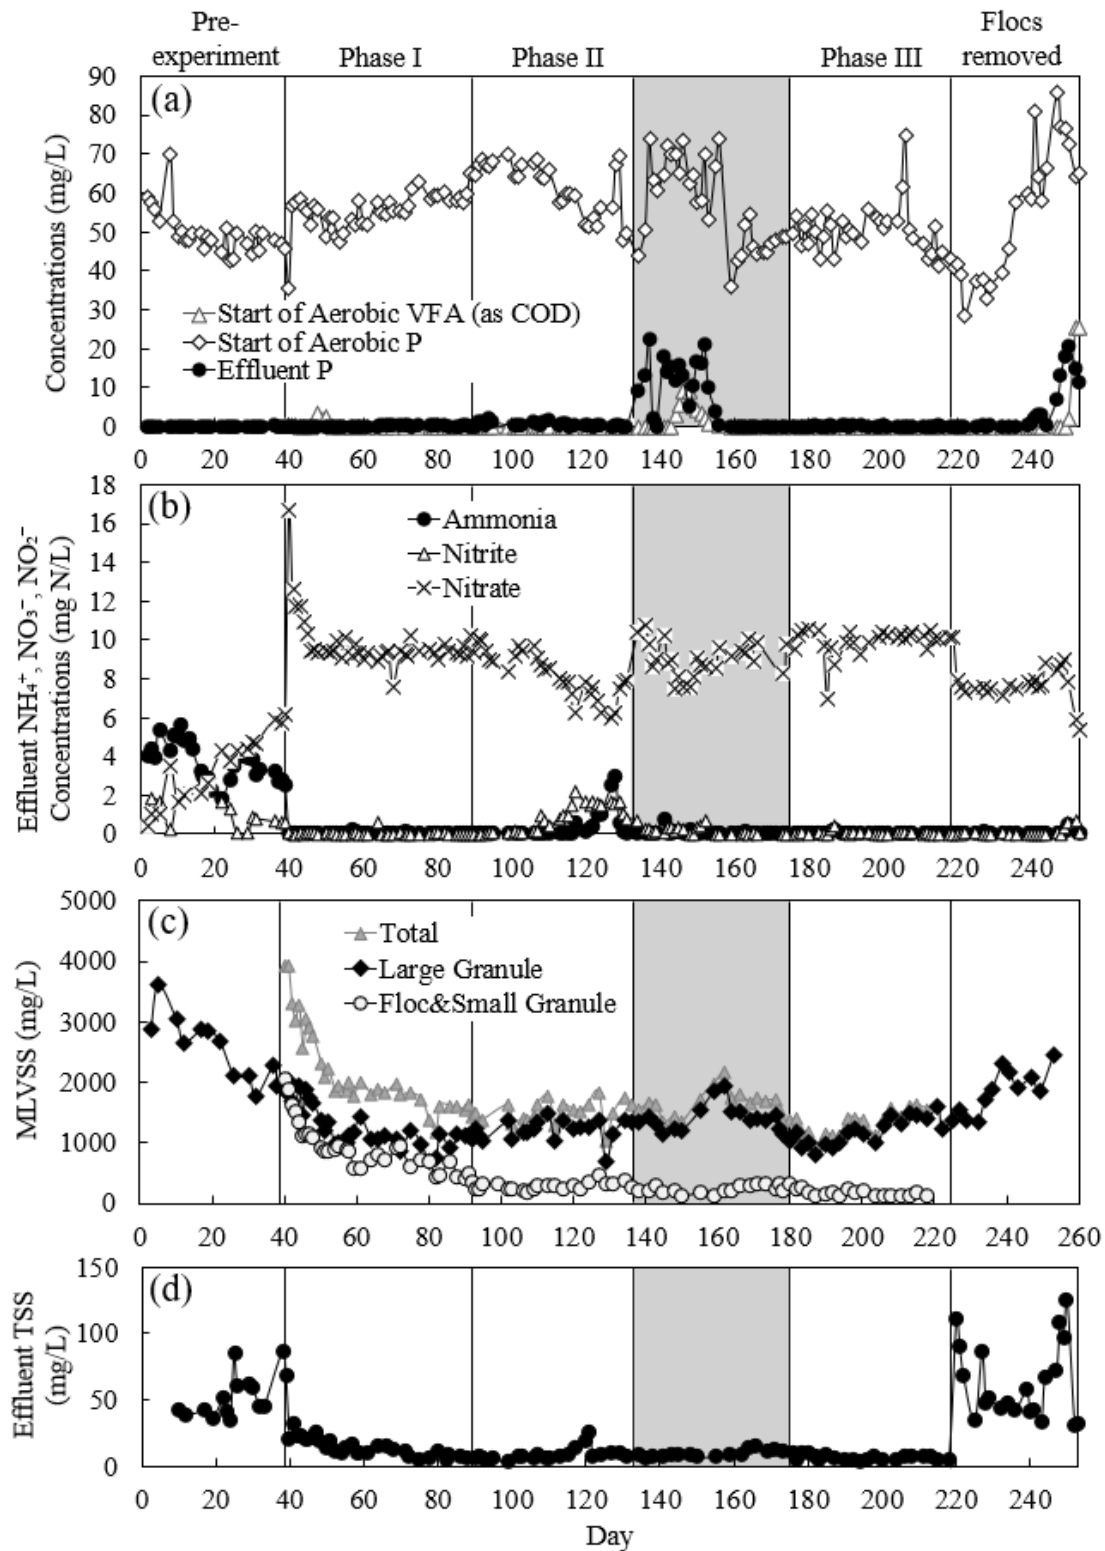 Pre-
experiment
Phase I
Phase II
Phase III
Flocs
removed
(a)
Concentrations (mg/L)
90
80
70
60
50
40
30
20
10
0
Start of Aerobic VFA (as COD)
Start of Aerobic P
Effluent P
0 20 40 60 80 100 120 140 160 180 200 220 240
(b)
Effluent NH₄⁺, NO₃⁻, NO₂⁻
Concentrations (mg N/L)
18
16
14
12
10
8
6
4
2
0
Ammonia
Nitrite
Nitrate
0 20 40 60 80 100 120 140 160 180 200 220 240
(c)
MLVSS (mg/L)
5000
4000
3000
2000
1000
0
Total
Large Granule
Floc&Small Granule
0 20 40 60 80 100 120 140 160 180 200 220 240 260
(d)
Effluent TSS
(mg/L)
150
100
50
0
0 20 40 60 80 100 120 140 160 180 200 220 240
Day